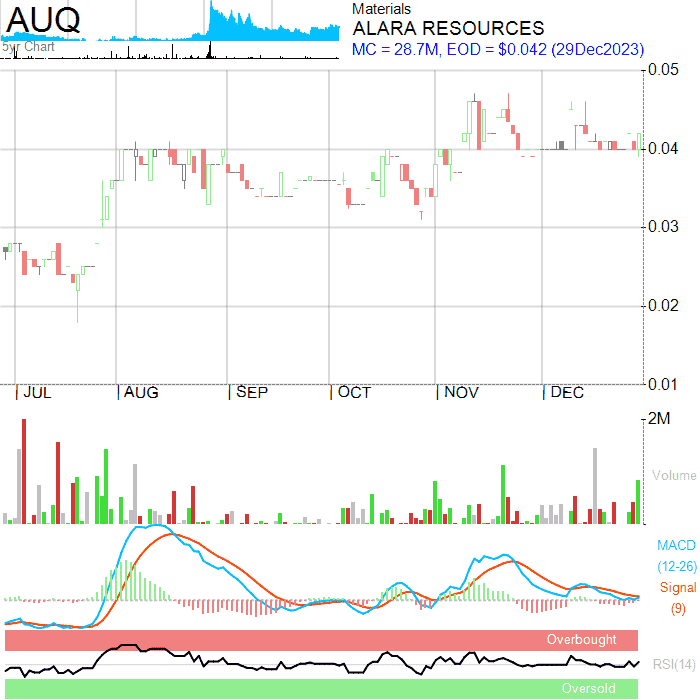 AUQ
5yr Chart
Materials
ALARA RESOURCES
MC = 28.7M, EOD = $0.042 (29Dec2023)
0.05
0.04
0.03
0.02
0.01
JUL AUG SEP OCT NOV DEC
2M
Volume
MACD
(12-26)
Signal
(9)
Overbought
RSI(14)
Oversold